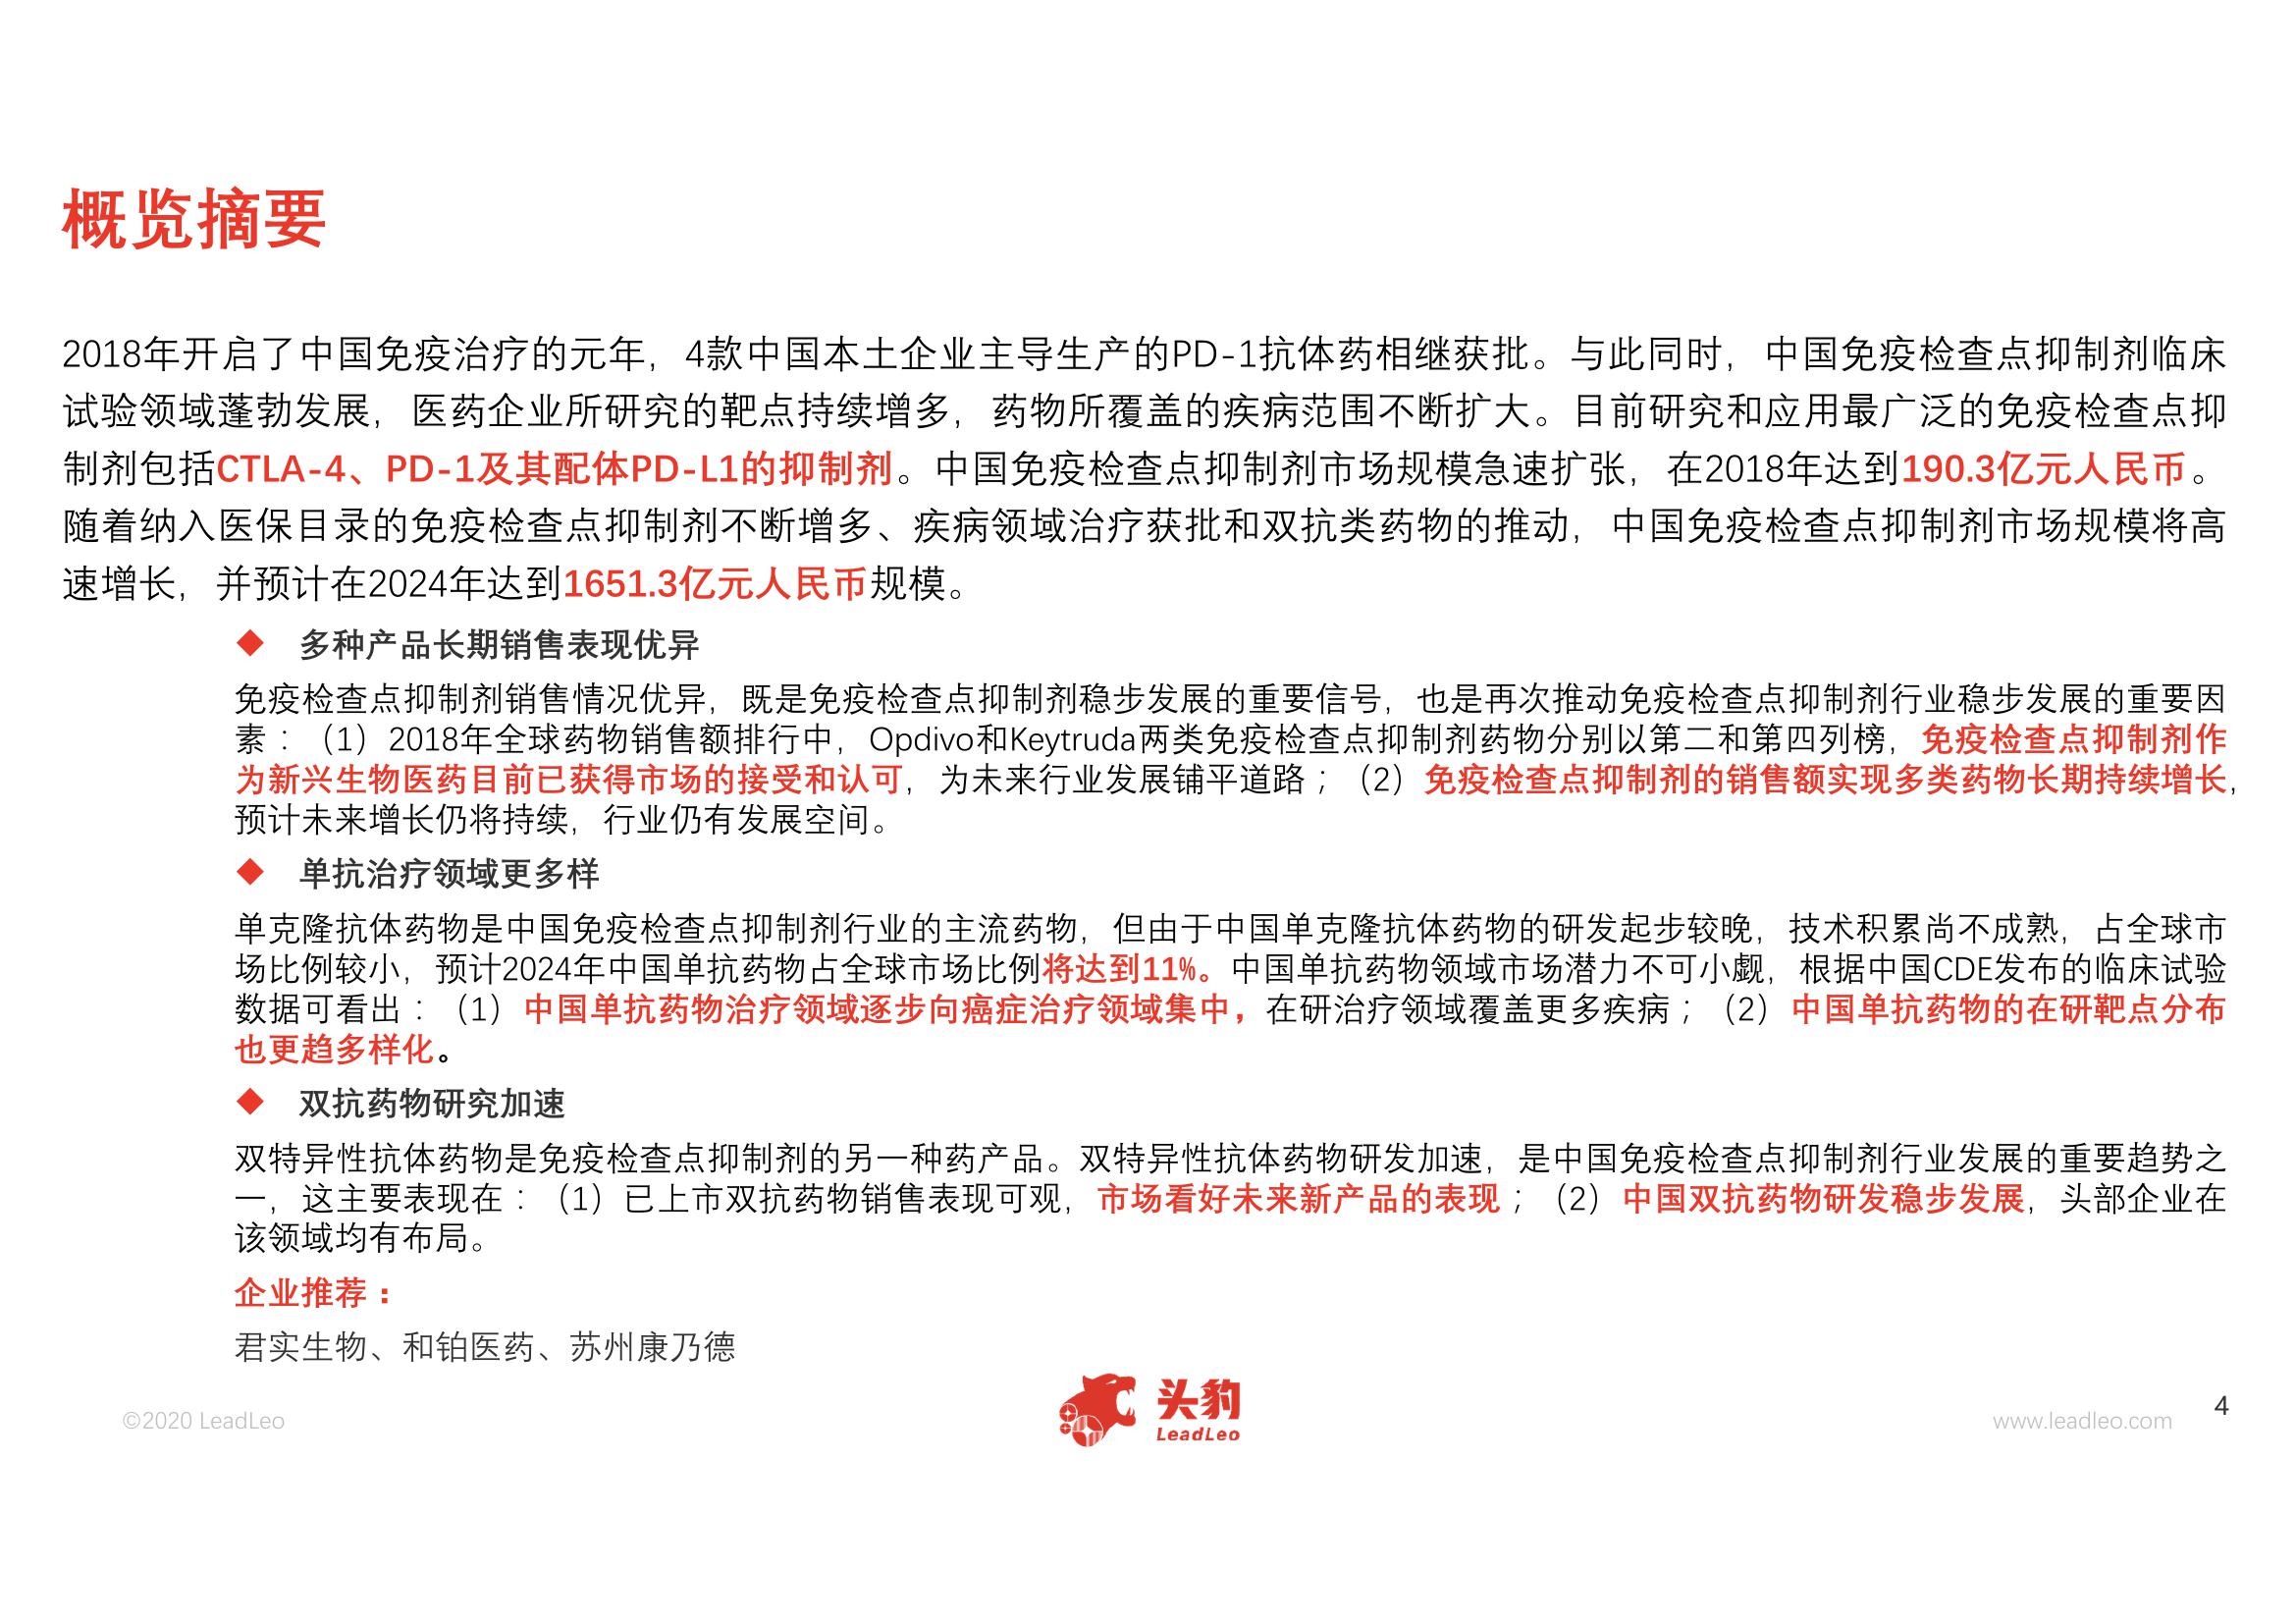 概览摘要
2018年开启了中国免疫治疗的元年，4款中国本土企业主导生产的PD-1抗体药相继获批。与此同时，中国免疫检查点抑制剂临床
试验领域蓬勃发展，医药企业所研究的靶点持续增多，药物所覆盖的疾病范围不断扩大。目前研究和应用最广泛的免疫检查点抑
制剂包括CTLA-4、PD-1及其配体PD-L1的抑制剂。中国免疫检查点抑制剂市场规模急速扩张，在2018年达到190.3亿元人民币。
随着纳入医保目录的免疫检查点抑制剂不断增多、疾病领域治疗获批和双抗类药物的推动，中国免疫检查点抑制剂市场规模将高
速增长，并预计在2024年达到1651.3亿元人民币规模。
◆ 多种产品长期销售表现优异
免疫检查点抑制剂销售情况优异，既是免疫检查点抑制剂稳步发展的重要信号，也是再次推动免疫检查点抑制剂行业稳步发展的重要因
素：（1）2018年全球药物销售额排行中，Opdivo和Keytruda两类免疫检查点抑制剂药物分别以第二和第四列榜，免疫检查点抑制剂作
为新兴生物医药目前已获得市场的接受和认可，为未来行业发展铺平道路；（2）免疫检查点抑制剂的销售额实现多类药物长期持续增长，
预计未来增长仍将持续，行业仍有发展空间。
◆ 单抗治疗领域更多样
单克隆抗体药物是中国免疫检查点抑制剂行业的主流药物，但由于中国单克隆抗体药物的研发起步较晚，技术积累尚不成熟，占全球市
场比例较小，预计2024年中国单抗药物占全球市场比例将达到11%。中国单抗药物领域市场潜力不可小觑，根据中国CDE发布的临床试验
数据可看出：（1）中国单抗药物治疗领域逐步向癌症治疗领域集中，在研治疗领域覆盖更多疾病；（2）中国单抗药物的在研靶点分布
也更趋多样化。
◆ 双抗药物研究加速
双特异性抗体药物是免疫检查点抑制剂的另一种药产品。双特异性抗体药物研发加速，是中国免疫检查点抑制剂行业发展的重要趋势之
一，这主要表现在：（1）已上市双抗药物销售表现可观，市场看好未来新产品的表现；（2）中国双抗药物研发稳步发展，头部企业在
该领域均有布局。
企业推荐：
君实生物、和铂医药、苏州康乃德
©2020 LeadLeo
头豹
LeadLeo
www.leadleo.com
4